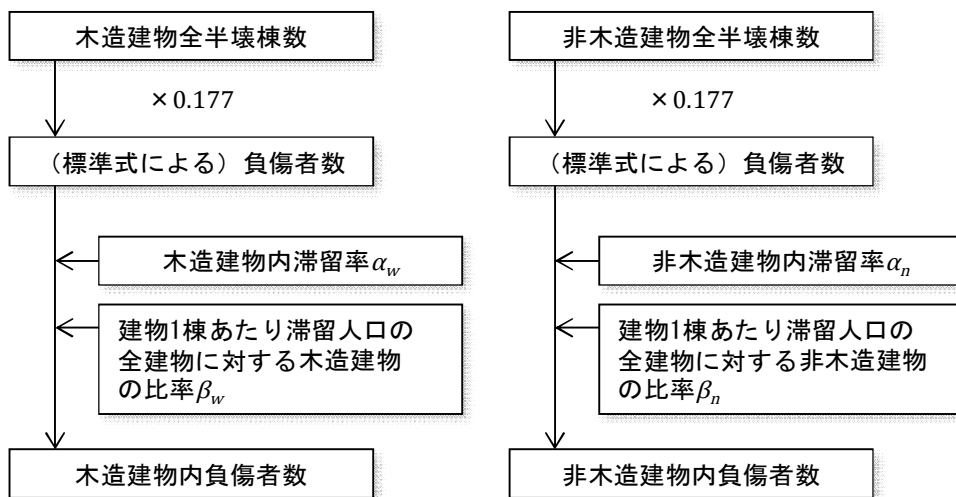 木造建物全半壊棟数
×0.177
（標準式による）負傷者数
木造建物内滞留率α_w
建物1棟あたり滞留人口の
全建物に対する木造建物
の比率β_w
木造建物内負傷者数
非木造建物全半壊棟数
×0.177
（標準式による）負傷者数
非木造建物内滞留率α_n
建物1棟あたり滞留人口の
全建物に対する非木造建物
の比率β_n
非木造建物内負傷者数